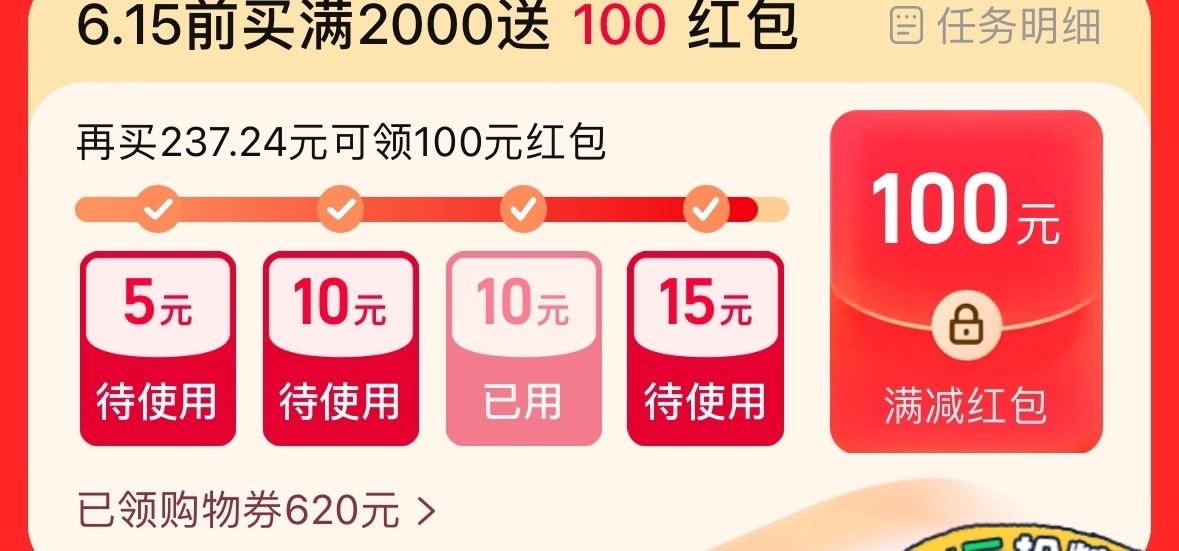 6.15前买满2000送 100 红包
任务明细
再买237.24元可领100元红包
5元
待使用
10元
待使用
10元
已用
15元
待使用
100元
满减红包
已领购物券620元 >